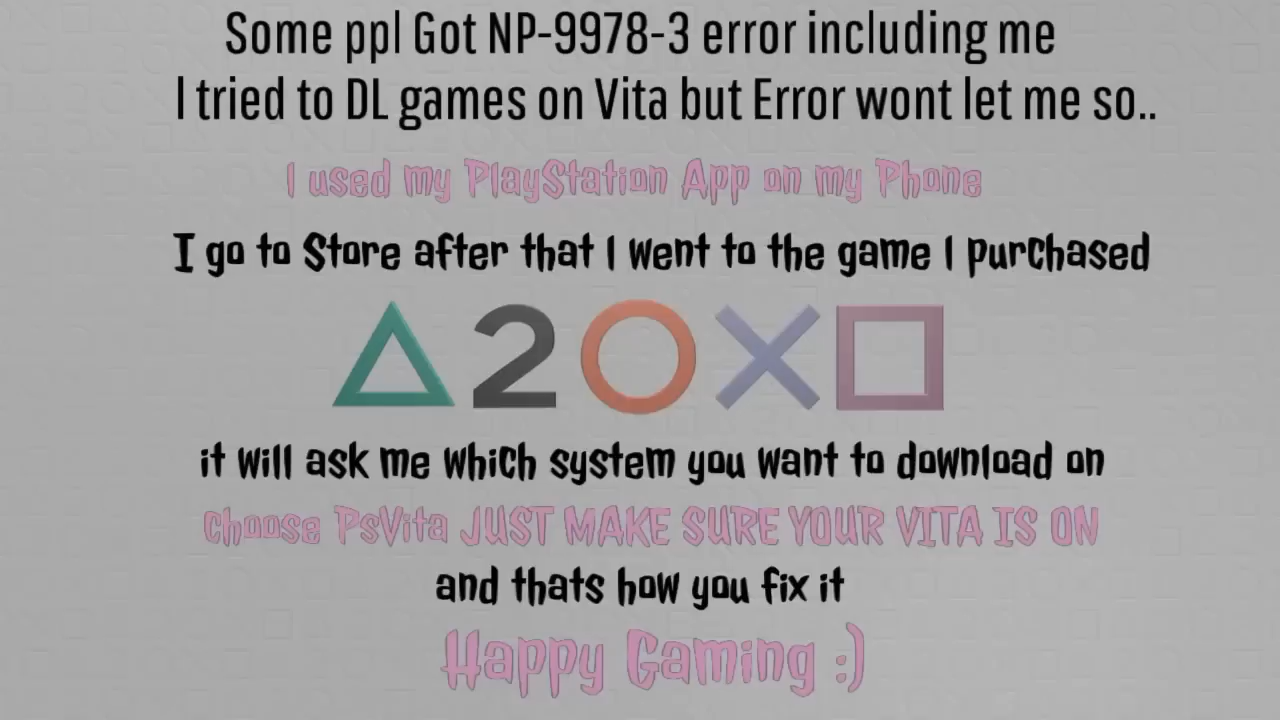 Some ppl Got NP-9978-3 error including me
I tried to DL games on Vita but Error wont let me so..
I used my PlayStation App on my Phone
I go to Store after that I went to the game I purchased
△2○✕□
it will ask me which system you want to download on
choose PsVita JUST MAKE SURE YOUR VITA IS ON
and thats how you fix it
Happy Gaming :)